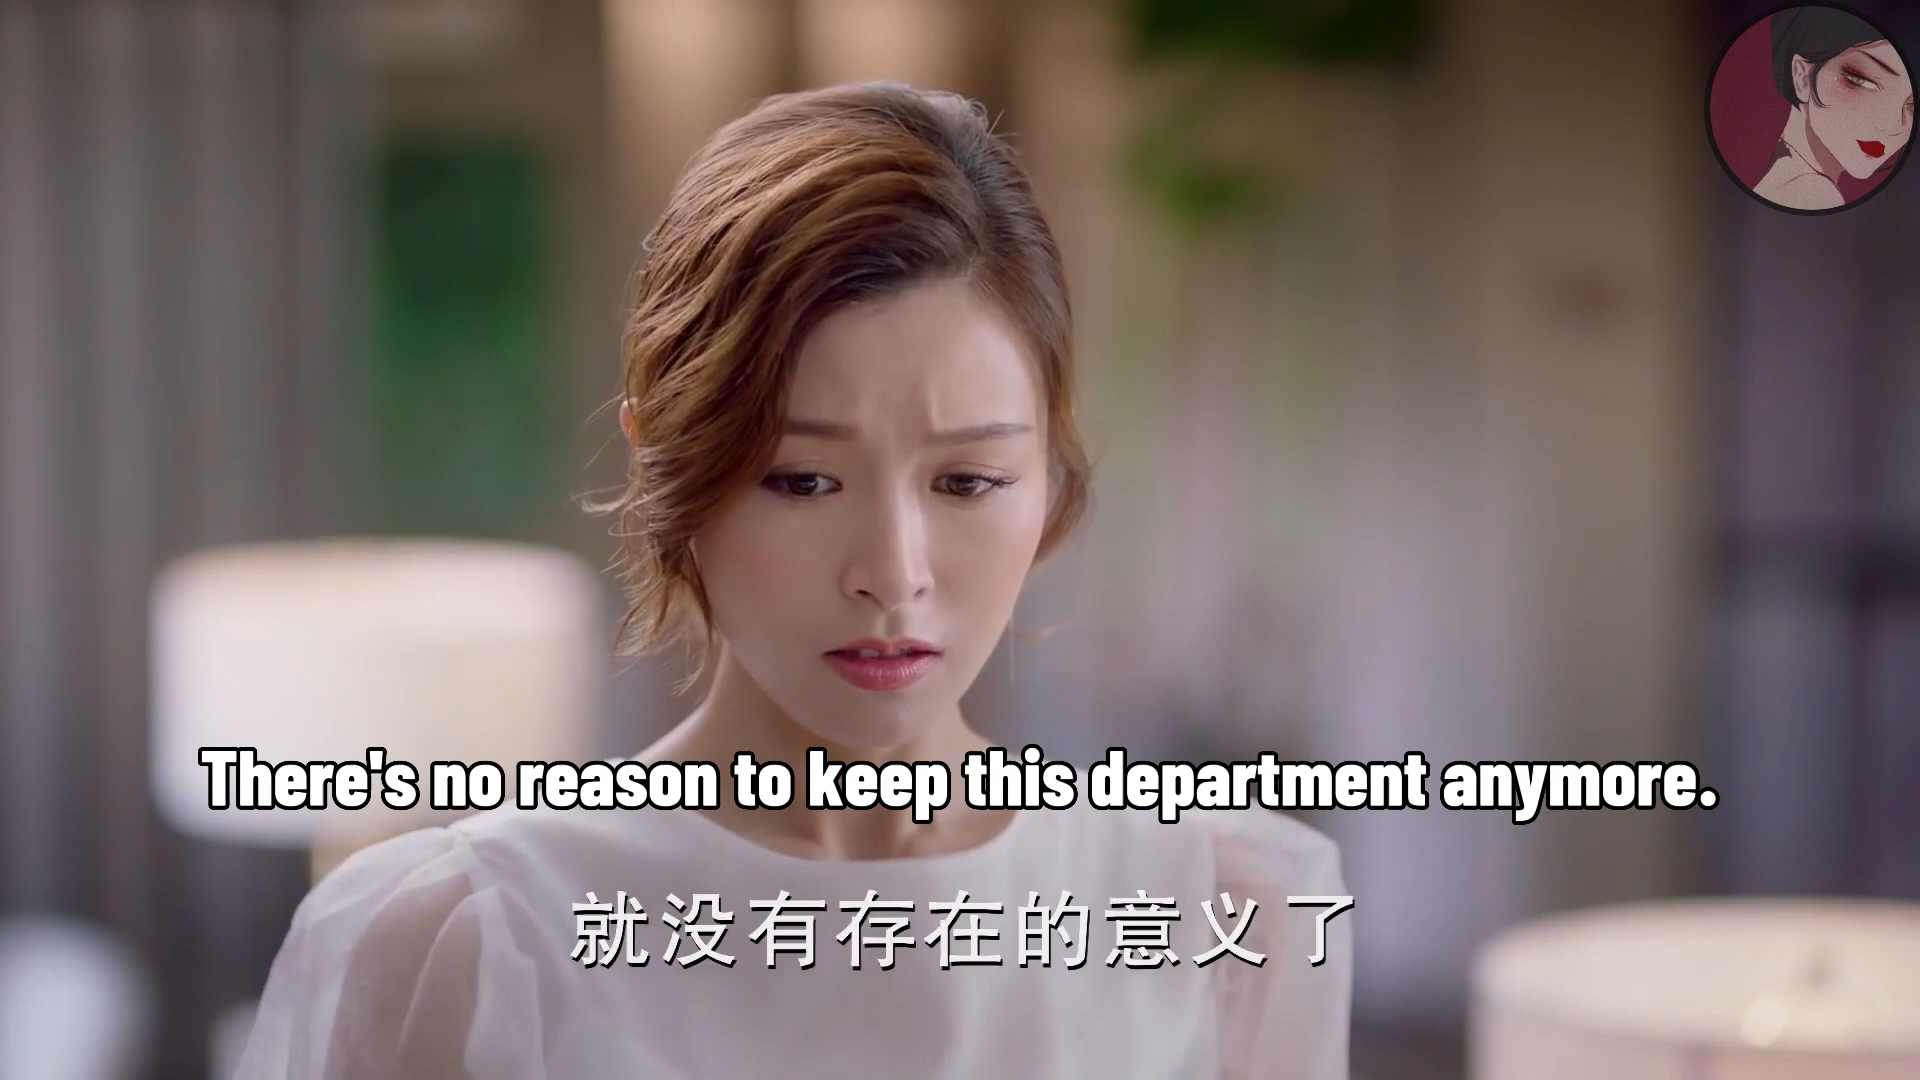 There's no reason to keep this department anymore.
就没有存在的意义了